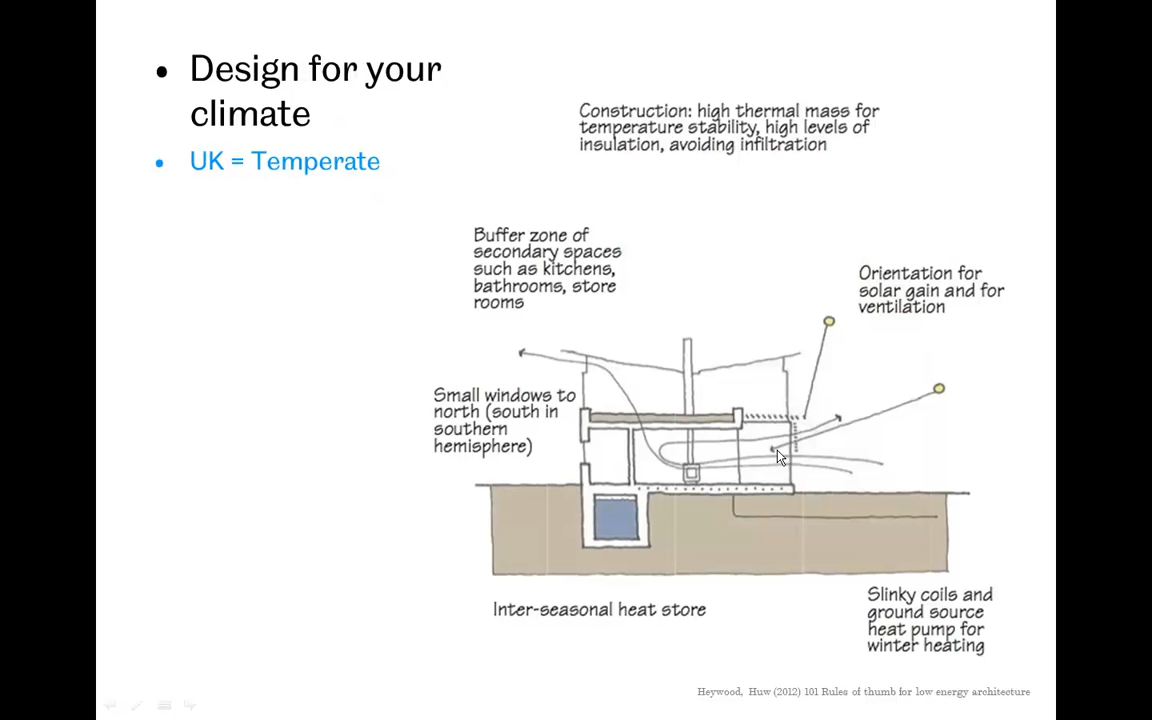 Design for your
climate
UK = Temperate
Construction: high thermal mass for
temperature stability, high levels of
insulation, avoiding infiltration
Buffer zone of
secondary spaces
such as kitchens,
bathrooms, store
rooms
Orientation for
solar gain and for
ventilation
Small windows to
north (south in
southern
hemisphere)
Inter-seasonal heat store
Slinky coils and
ground source
heat pump for
winter heating
Heywood, Huw (2012) 101 Rules of thumb for low energy architecture